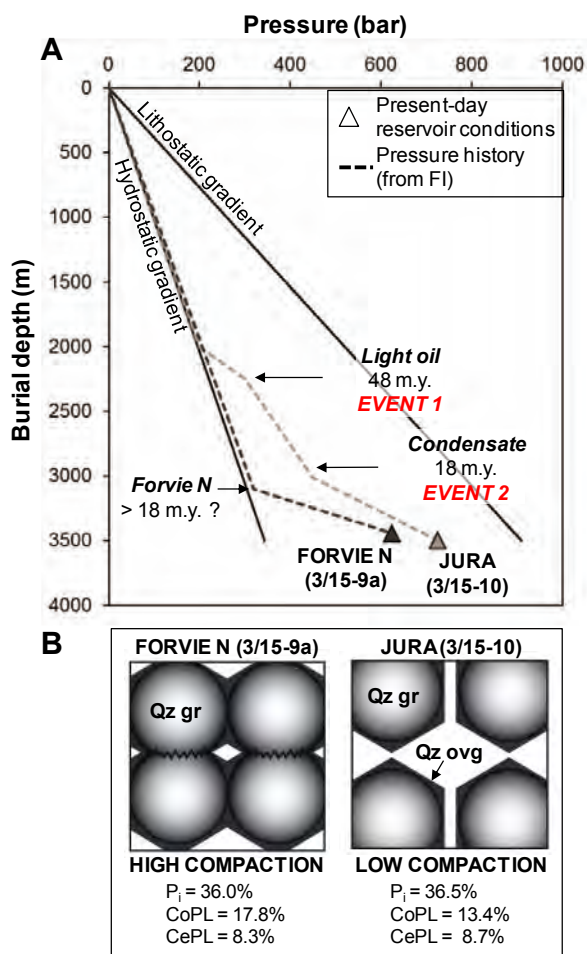 Pressure (bar)
A
0 200 400 600 800 1000
0
500
1000
1500
2000
2500
3000
3500
4000
Burial depth (m)
Lithostatic gradient
Hydrostatic gradient
Present-day
reservoir conditions
Pressure history
(from FI)
Light oil
48 m.y.
EVENT 1
Condensate
18 m.y.
EVENT 2
Forvie N
> 18 m.y. ?
FORVIE N
(3/15-9a)
JURA
(3/15-10)
B
FORVIE N (3/15-9a)
JURA (3/15-10)
Qz gr
Qz gr
Qz ovg
HIGH COMPACTION
Pi = 36.0%
CoPL = 17.8%
CePL = 8.3%
LOW COMPACTION
Pi = 36.5%
CoPL = 13.4%
CePL = 8.7%